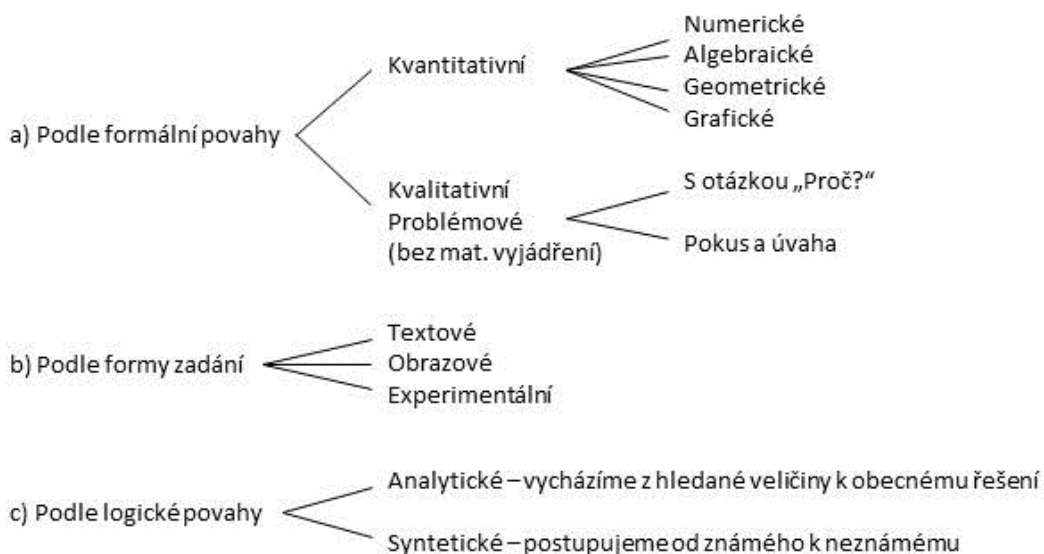 a) Podle formální povahy
Kvantitativní
Numerické
Algebraické
Geometrické
Grafické
Kvalitativní
Problémové
(bez mat. vyjádření)
S otázkou „Proč?“
Pokus a úvaha
b) Podle formy zadání
Textové
Obrazové
Experimentální
c) Podle logické povahy
Analytické – vycházíme z hledané veličiny k obecnému řešení
Syntetické – postupujeme od známého k neznámému